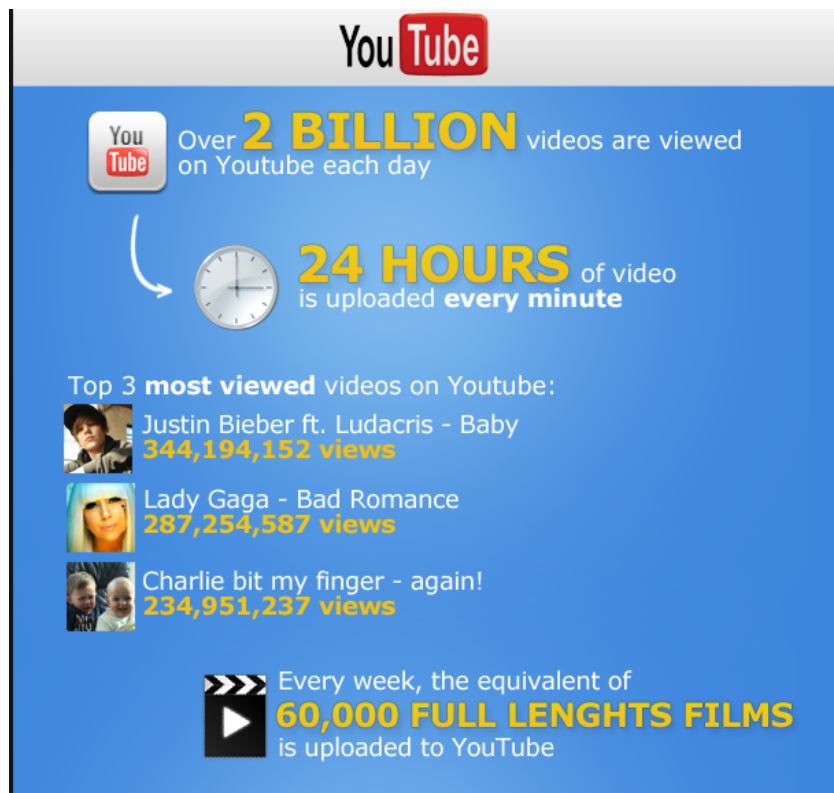 You Tube
You
Tube
Over 2 BILLION videos are viewed
on Youtube each day
24 HOURS of video
is uploaded every minute
Top 3 most viewed videos on Youtube:
Justin Bieber ft. Ludacris - Baby
344,194,152 views
Lady Gaga - Bad Romance
287,254,587 views
Charlie bit my finger - again!
234,951,237 views
Every week, the equivalent of
60,000 FULL LENGHTS FILMS
is uploaded to YouTube